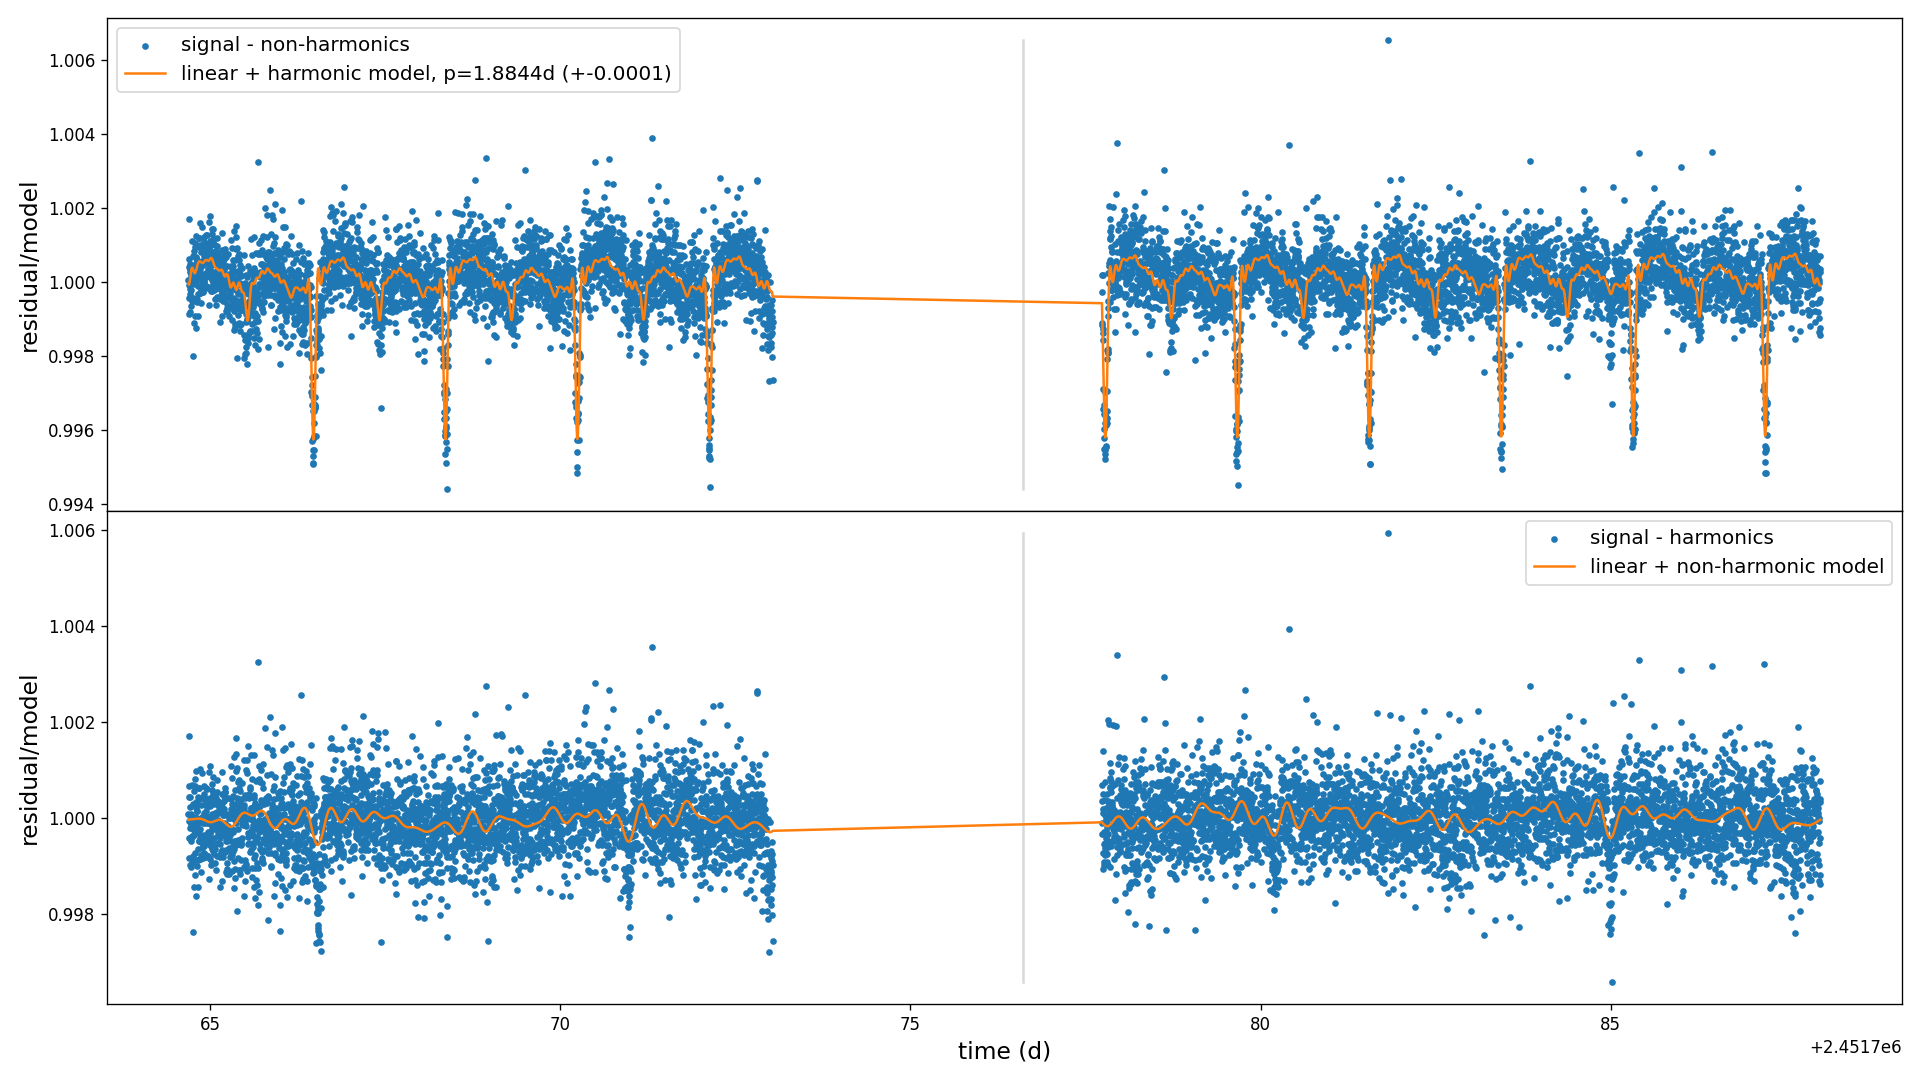 signal - non-harmonics
linear + harmonic model, p=1.8844d (+-0.0001)
1.006
1.004
1.002
1.000
0.998
0.996
0.994
residual/model
signal - harmonics
linear + non-harmonic model
1.006
1.004
1.002
1.000
0.998
residual/model
65
70
75
80
85
time (d)
+2.4517e6